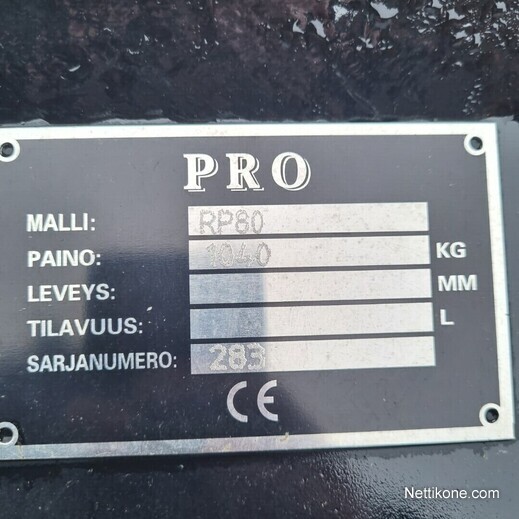 PRO
MALLI: RP80
PAINO: 1040 KG
LEVEYS: MM
TILAVUUS: L
SARJANUMERO: 283
CE
Nettikone.com